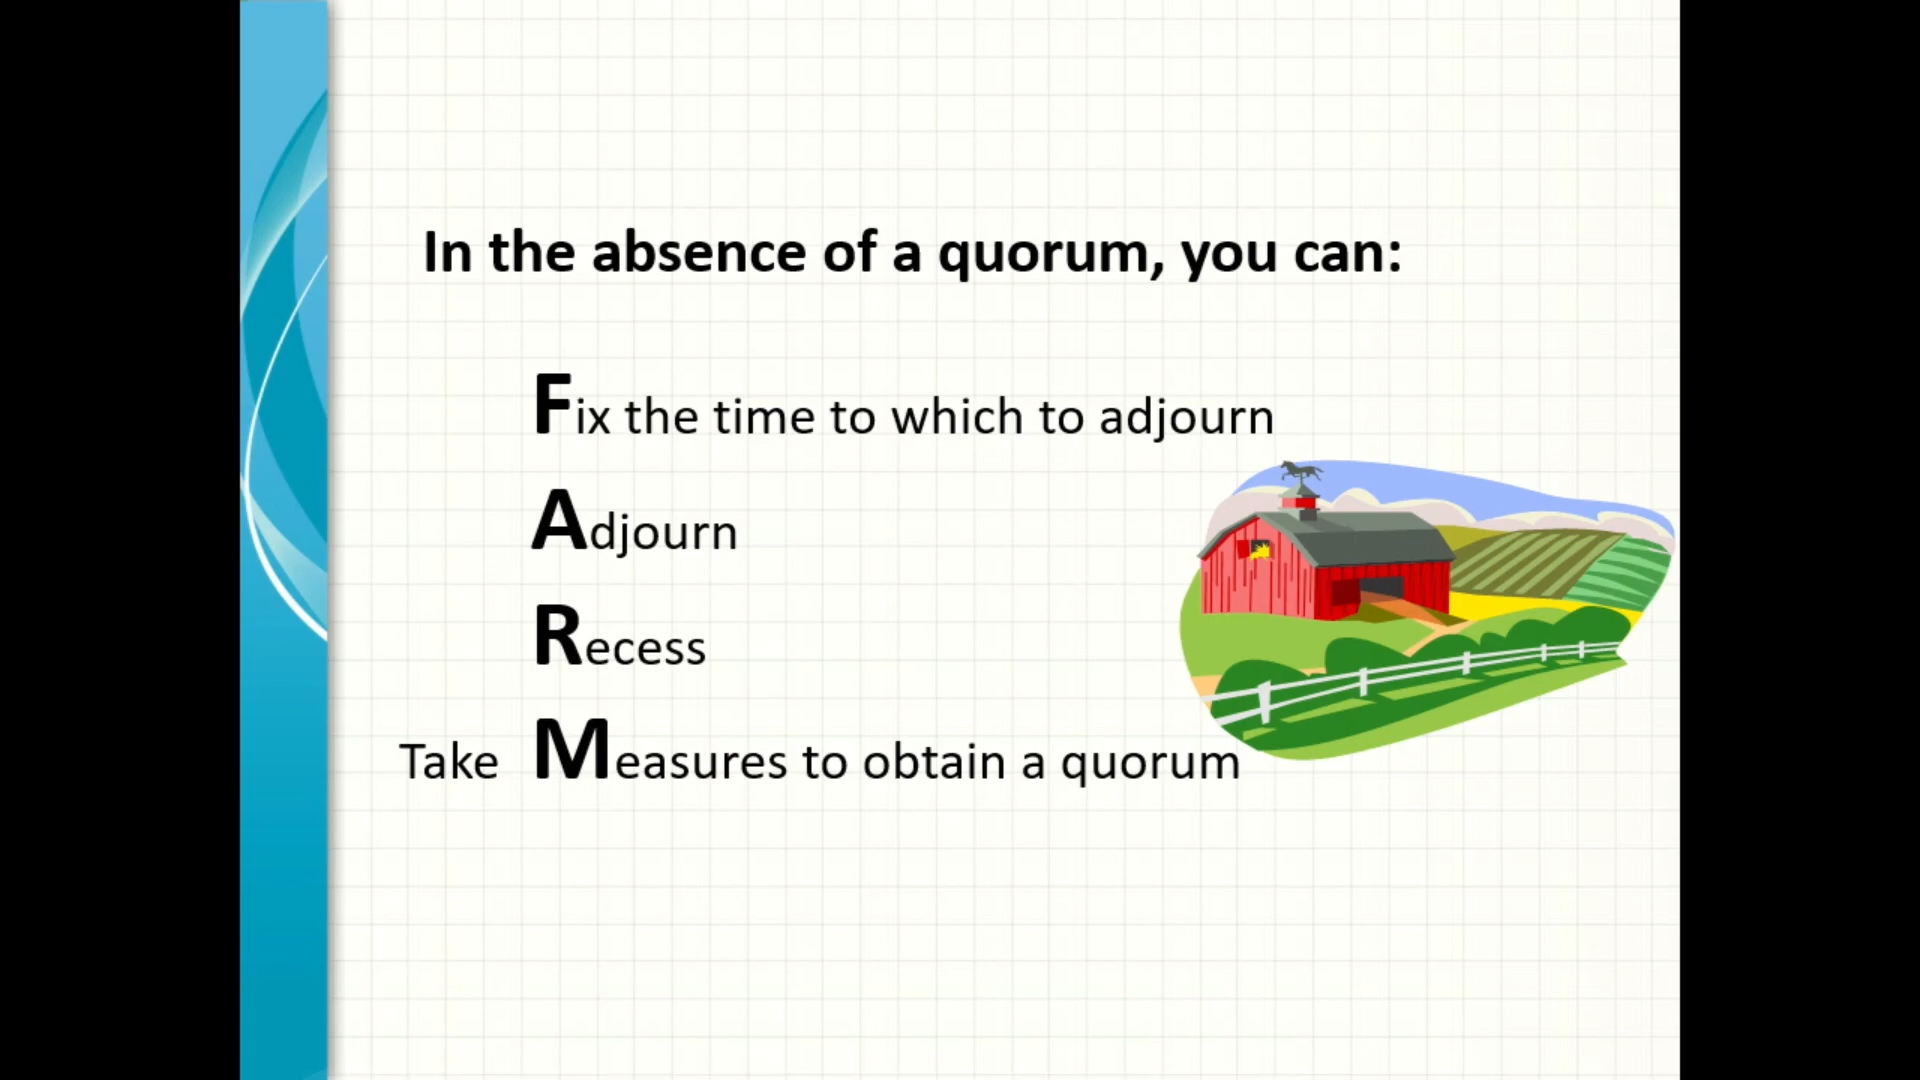 In the absence of a quorum, you can:
Fix the time to which to adjourn
Adjourn
Recess
Take Measures to obtain a quorum